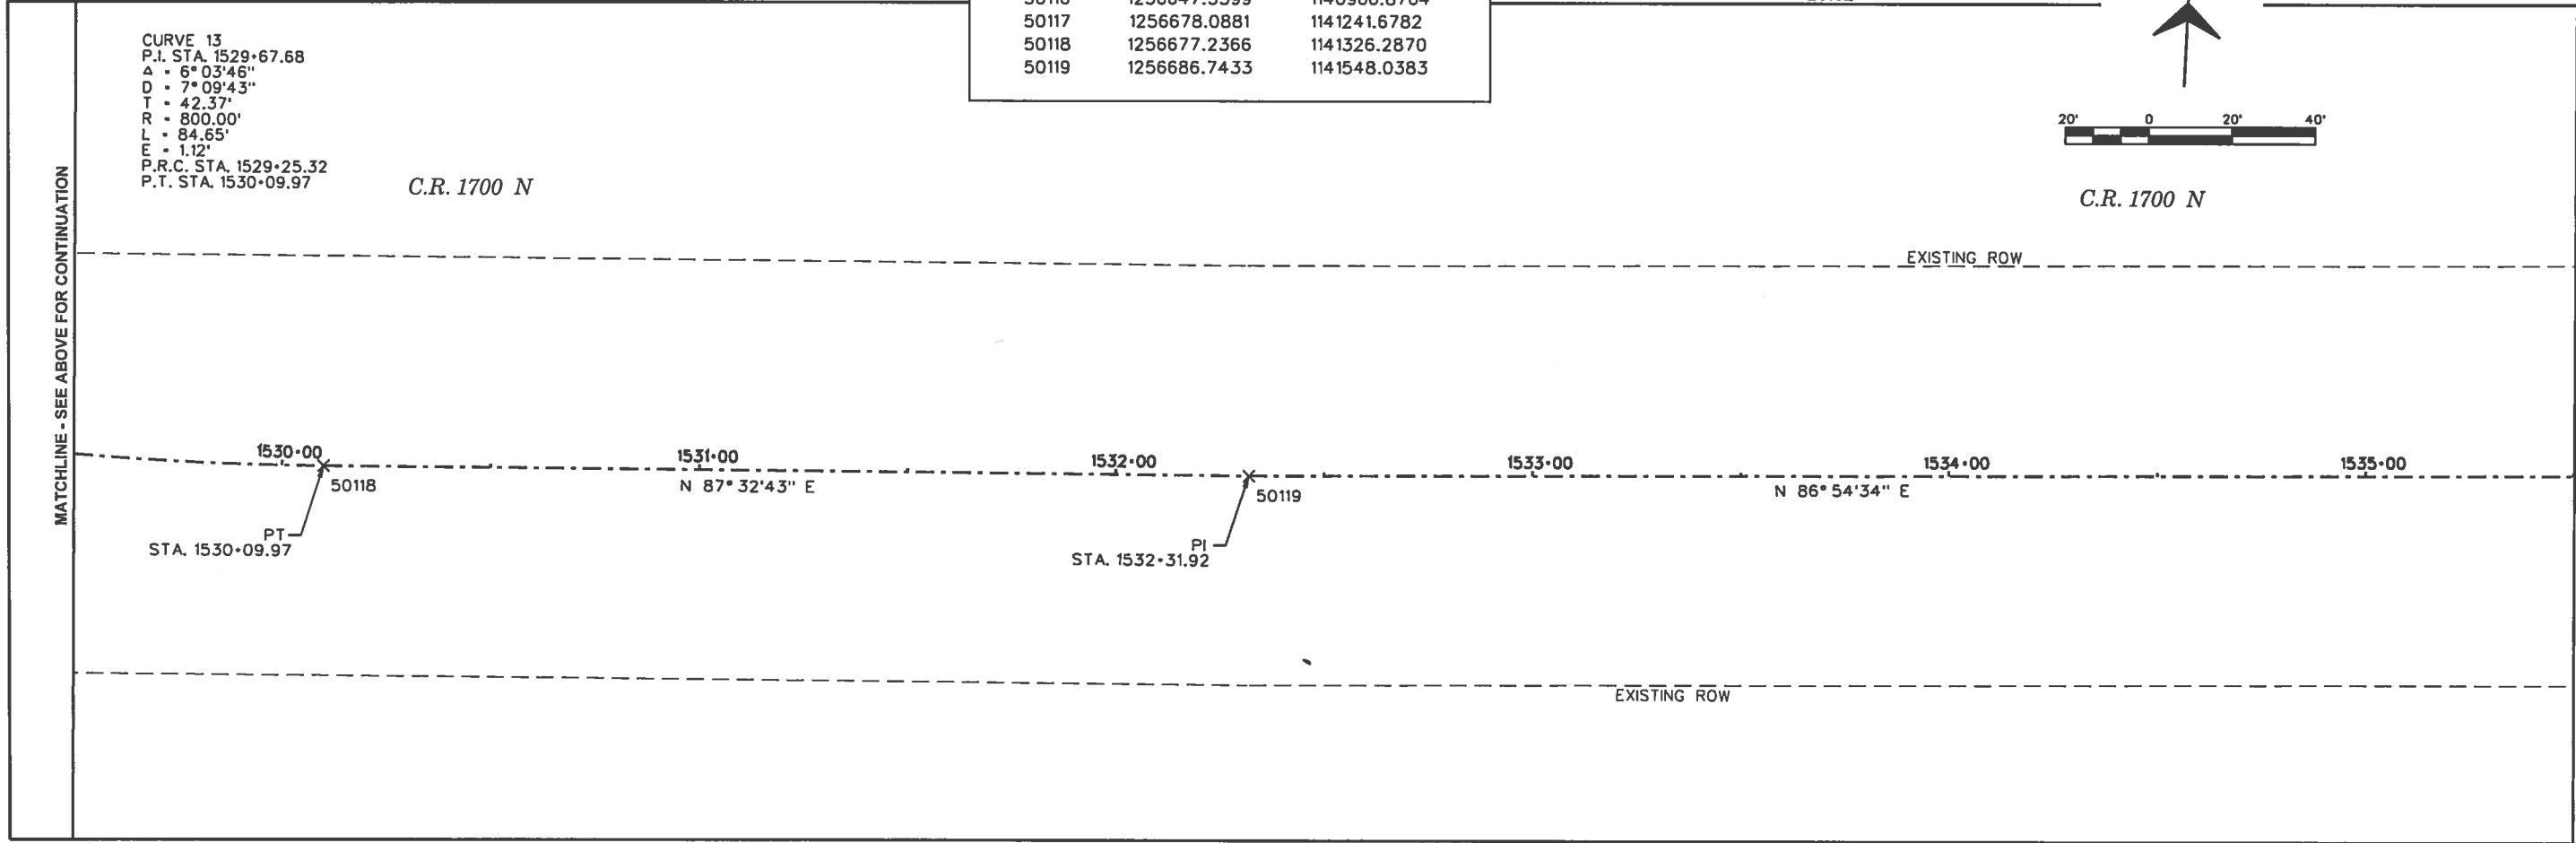 50117 1256678.0881 1141241.6782
50118 1256677.2366 1141326.2870
50119 1256686.7433 1141548.0383
CURVE 13
P.I. STA. 1529+67.68
Δ = 6° 03'46"
D = 7° 09'43"
T = 42.37'
R = 800.00'
L = 84.65'
E = 1.12'
P.R.C. STA. 1529+25.32
P.T. STA. 1530+09.97
C.R. 1700 N
20' 0 20' 40'
C.R. 1700 N
MATCHLINE - SEE ABOVE FOR CONTINUATION
EXISTING ROW
1530+00
1531+00
1532+00
1533+00
1534+00
1535+00
50118
N 87° 32'43" E
50119
N 86° 54'34" E
PT
STA. 1530+09.97
PI
STA. 1532+31.92
EXISTING ROW